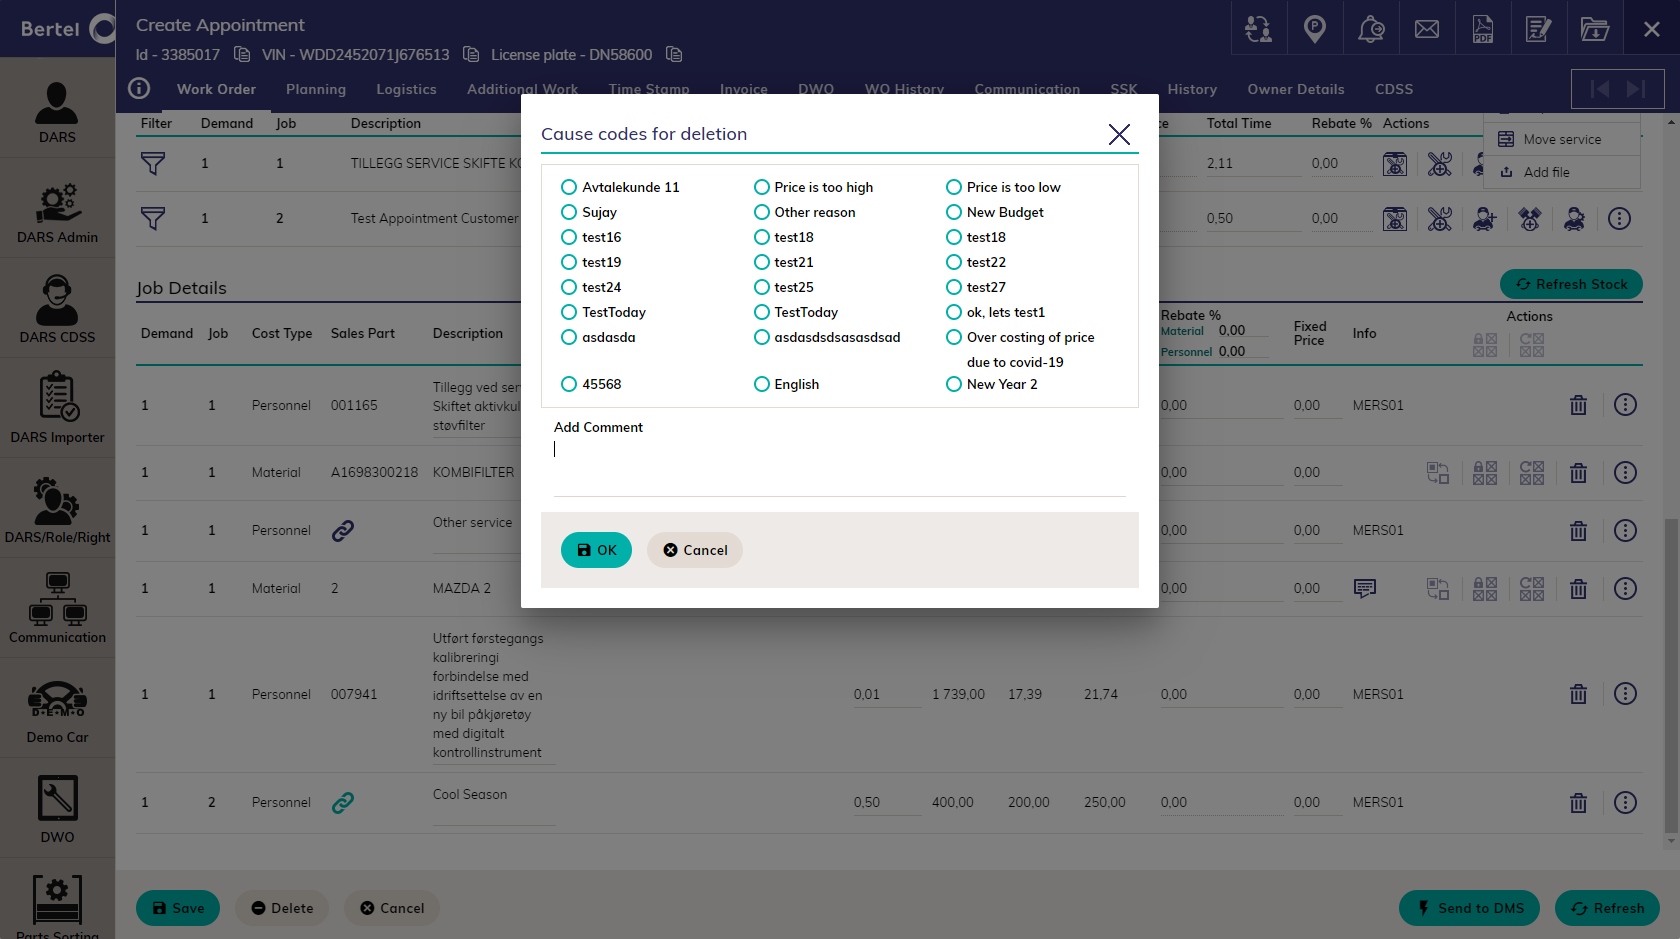 Bertel
Create Appointment
Id - 3385017 VIN - WDD2452071J676513 License plate - DN58600
Work Order Planning Logistics Additional Work Time Stamp Invoice DWO WO History Communication SSK History Owner Details CDSS
DARS
DARS Admin
DARS CDSS
DARS Importer
DARS/Role/Right
Communication
DEMO
Demo Car
DWO
Parts Sorting
Filter Demand Job Description Total Time Rebate % Actions
1 1 TILLEGG SERVICE SKIFTE 2,11 0,00
1 2 Test Appointment Customer 0,50 0,00
Move service
Add file
Cause codes for deletion
Avtalekunde 11 Price is too high Price is too low
Sujay Other reason New Budget
test16 test18 test18
test19 test21 test22
test24 test25 test27
TestToday TestToday ok, lets test1
asdasda asdasdsdsasasdsad Over costing of price
due to covid-19
45568 English New Year 2
Add Comment
OK Cancel
Job Details Refresh Stock
Demand Job Cost Type Sales Part Description Rebate % Fixed Price Info Actions
Material 0,00
Personnel 0,00
1 1 Personnel 001165 Tillegg ved 0,00 0,00 MERS01
Skiftet
støvfilter
1 1 Material A1698300218 KOMBIFILTER 0,00 0,00
1 1 Personnel Other service 0,00 0,00 MERS01
1 1 Material 2 MAZDA 2 0,00 0,00
1 1 Personnel 007941 Utført førstegangs 0,01 1 739,00 17,39 21,74 0,00 0,00 MERS01
kalibreringi
forbindelse med
idriftsettelse av en
ny bil påkjøretøy
med digitalt
kontrollinstrument
1 2 Personnel Cool Season 0,50 400,00 200,00 250,00 0,00 0,00 MERS01
Save Delete Cancel Send to DMS Refresh